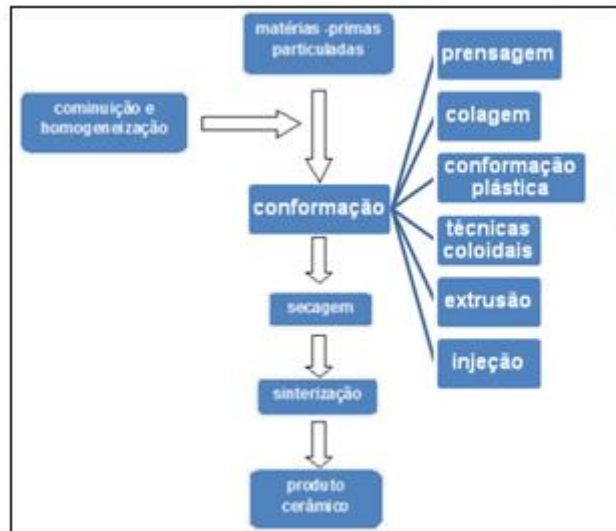 matérias -primas
particuladas
cominuição e
homogeneização
conformação
secagem
sinterização
produto
cerâmico
prensagem
colagem
conformação
plástica
técnicas
coloidais
extrusão
injeção